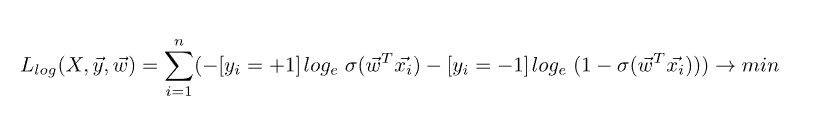 $L_{log}(X, \vec{y}, \vec{w}) = \sum_{i=1}^{n} (-[y_i = +1] log_e \ \sigma(\vec{w}^T \vec{x_i}) - [y_i = -1] log_e \ (1 - \sigma(\vec{w}^T \vec{x_i}))) \rightarrow min$